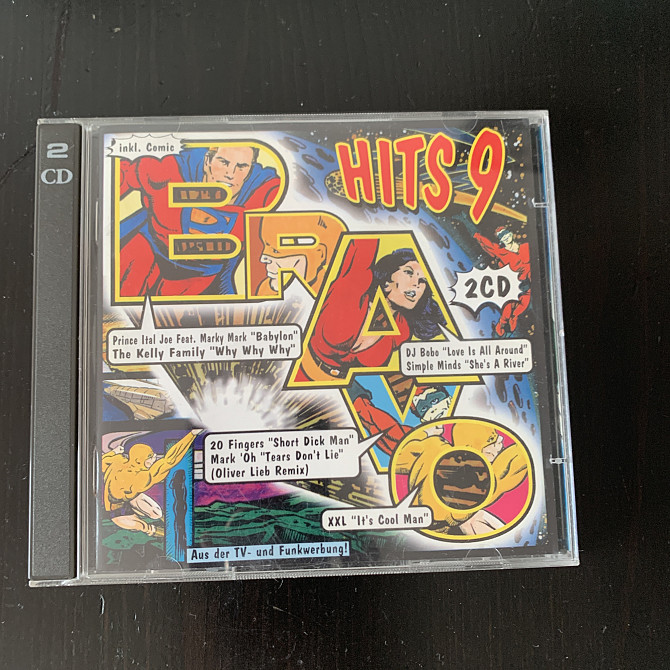 2
CD
inkl. Comic
HITS 9
BRAVO
2CD
Prince Ital Joe Feat. Marky Mark "Babylon"
The Kelly Family "Why Why Why"
DJ Bobo "Love Is All Around"
Simple Minds "She's A River"
20 Fingers "Short Dick Man"
Mark 'Oh "Tears Don't Lie"
(Oliver Lieb Remix)
XXL "It's Cool Man"
Aus der TV- und Funkwerbung!